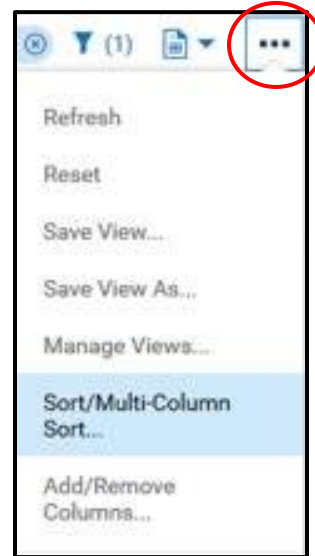 (1)
Refresh
Reset
Save View...
Save View As...
Manage Views...
Sort/Multi-Column
Sort...
Add/Remove
Columns...